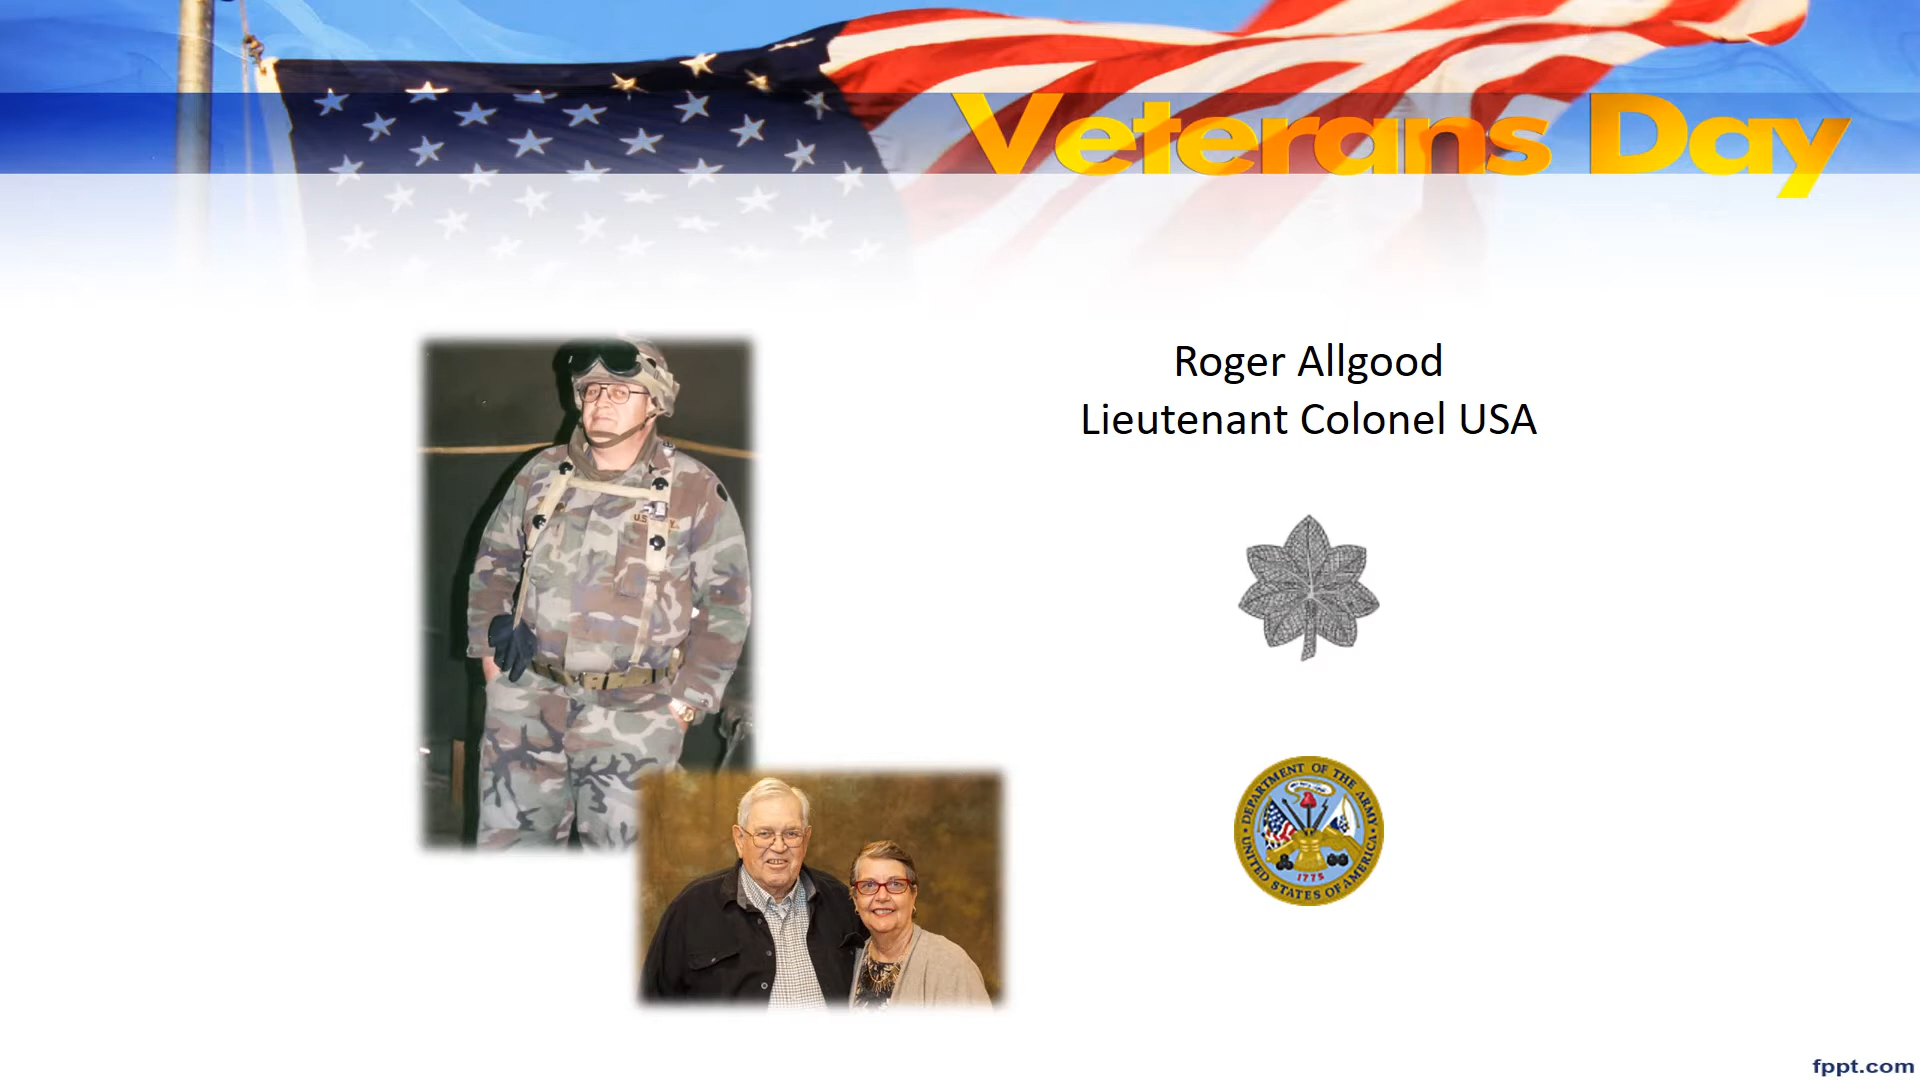 Veterans Day
Roger Allgood
Lieutenant Colonel USA
DEPARTMENT OF THE ARMY
UNITED STATES OF AMERICA
1775
fppt.com